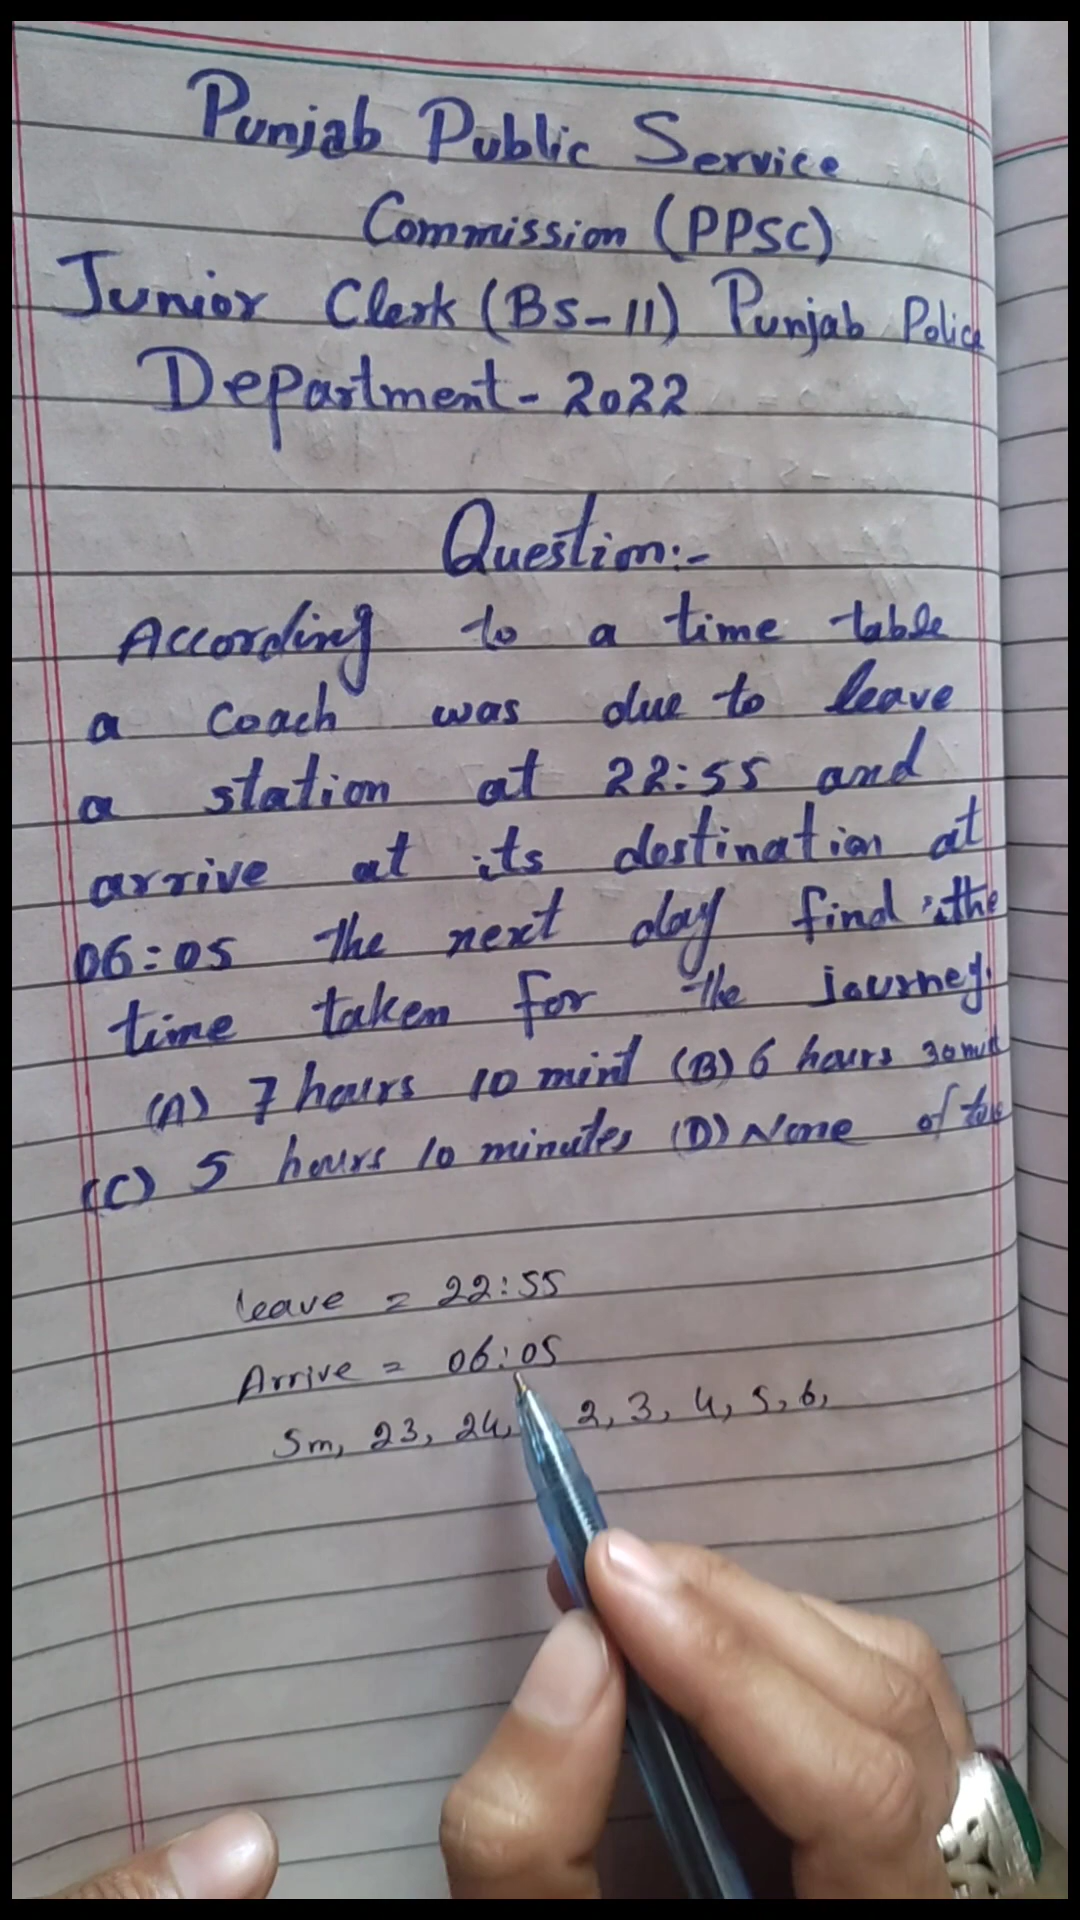 Punjab Public Service
Commission (PPSC)
Junior Clerk (BS-11) Punjab Police
Department - 2022
Question:-
According to a time table
a coach was due to leave
a station at 22:55 and
arrive at its destination at
06:05 the next day find the
time taken for the journey.
(A) 7 hours 10 mint (B) 6 hours 30 mint
(C) 5 hours 10 minutes (D) None of
leave = 22:55
Arrive = 06:05
5m, 23, 24, 2, 3, 4, 5, 6,